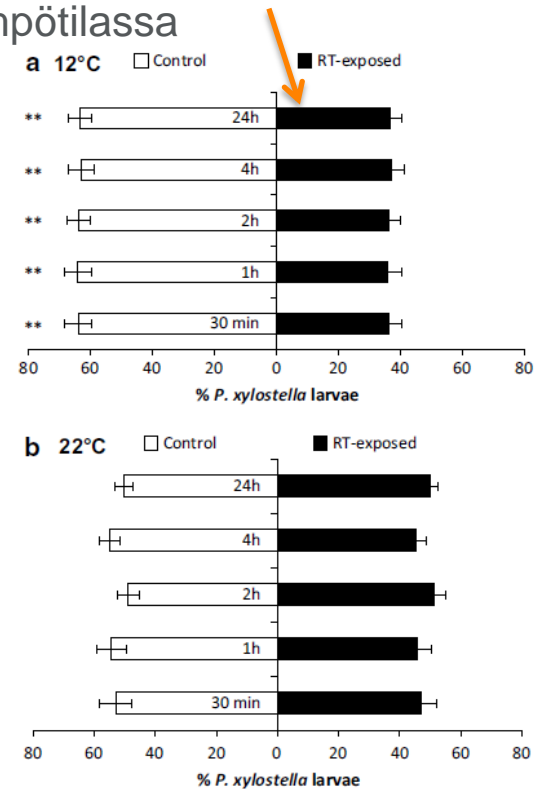 npötilassa
a 12°C Control RT-exposed
** 24h
** 4h
** 2h
** 1h
** 30 min
80 60 40 20 0 20 40 60 80
% P. xylostella larvae
b 22°C Control RT-exposed
24h
4h
2h
1h
30 min
80 60 40 20 0 20 40 60 80
% P. xylostella larvae